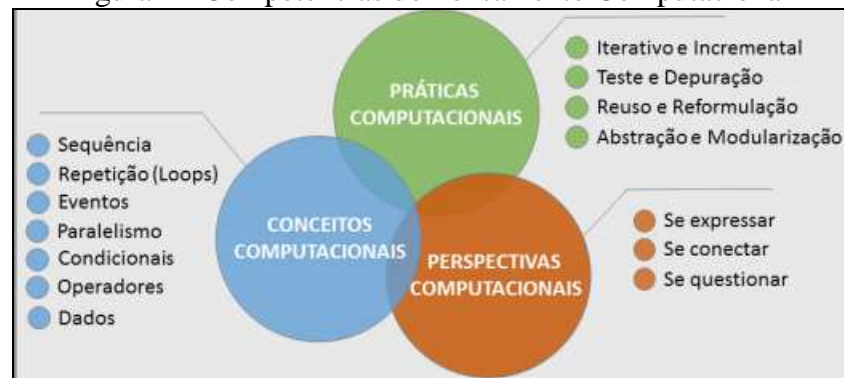 PRÁTICAS
COMPUTACIONAIS
Iterativo e Incremental
Teste e Depuração
Reuso e Reformulação
Abstração e Modularização
CONCEITOS
COMPUTACIONAIS
Sequência
Repetição (Loops)
Eventos
Paralelismo
Condicionais
Operadores
Dados
PERSPECTIVAS
COMPUTACIONAIS
Se expressar
Se conectar
Se questionar